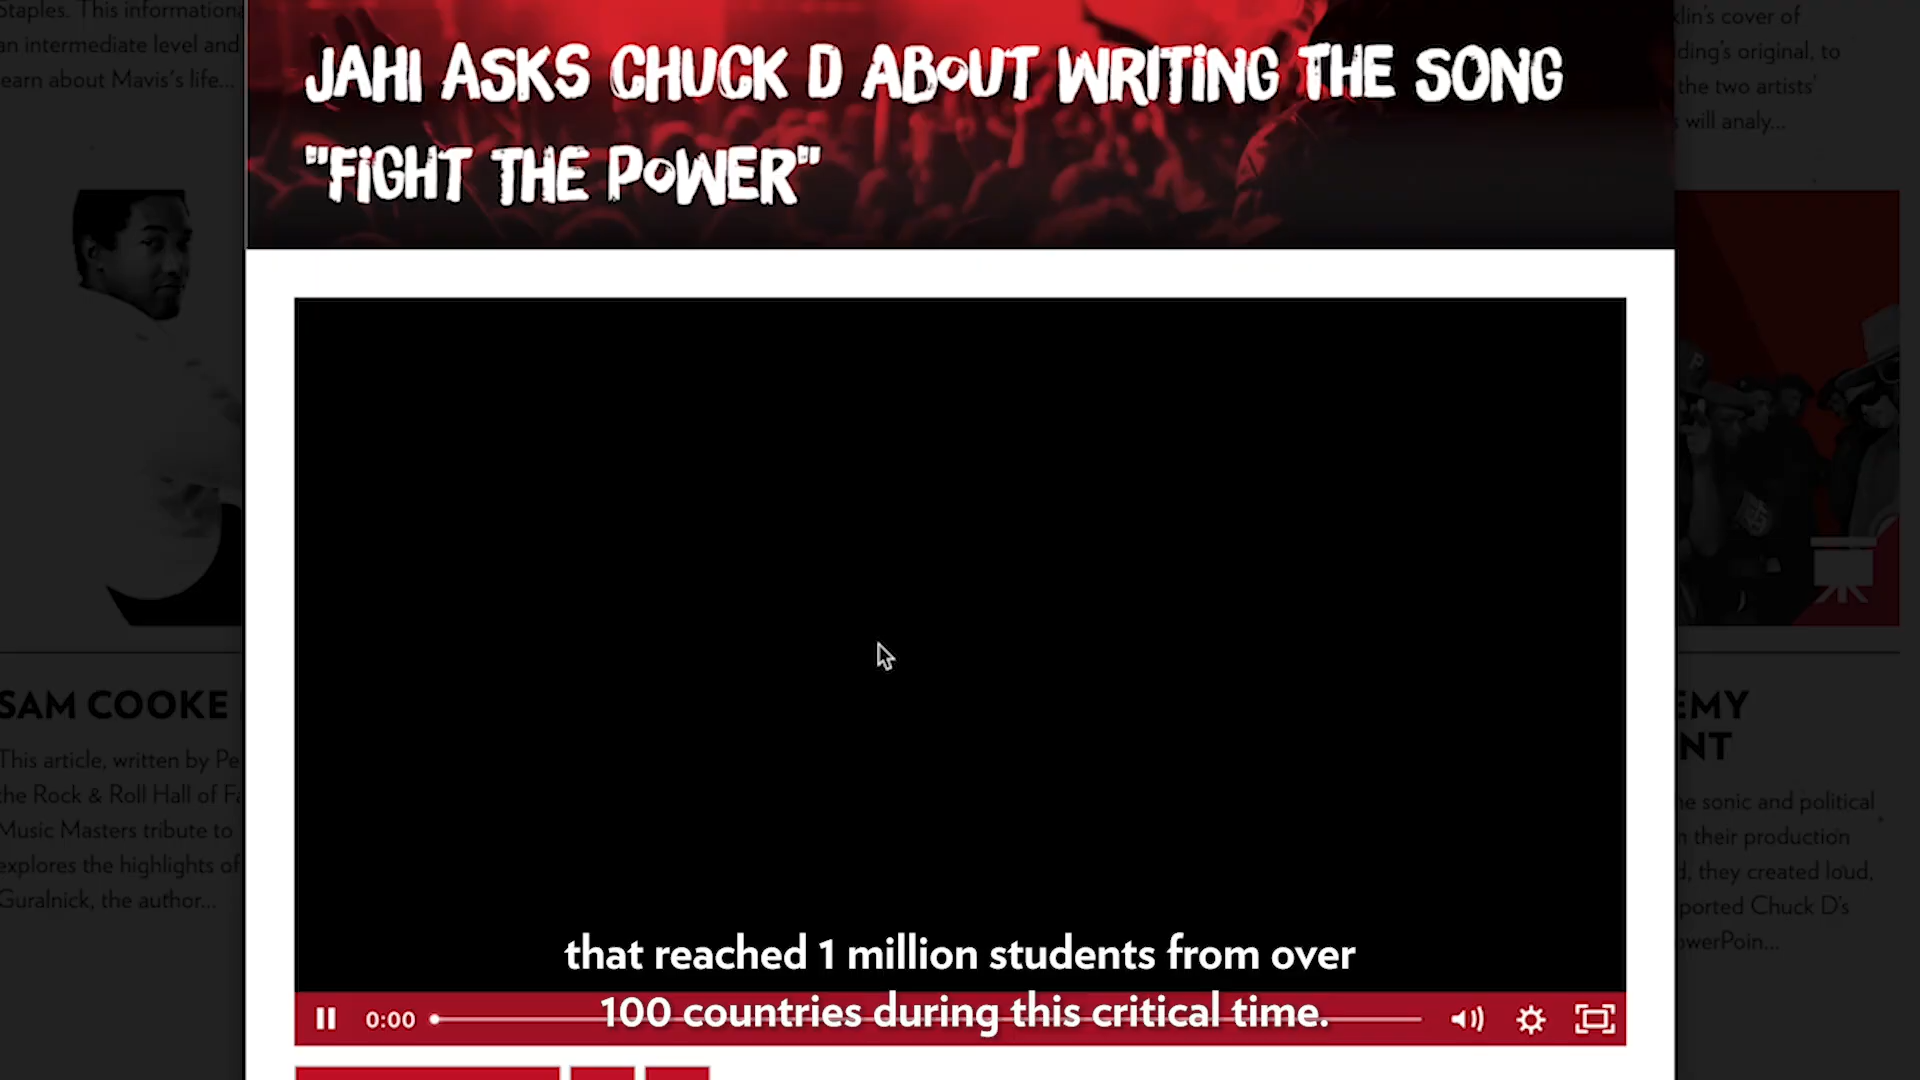 JAHI ASKS CHUCK D ABOUT WRITING THE SONG
"FIGHT THE POWER"
Staples. This informational
an intermediate level and
learn about Mavis's life...
SAM COOKE
This article, written by Pe
the Rock & Roll Hall of Fa
Music Masters tribute to
explores the highlights of
Guralnick, the author...
klin's cover of
ding's original, to
the two artists'
will analy...
EMY
NT
he sonic and political
n their production
d, they created loud,
ported Chuck D's
owerPoin...
that reached 1 million students from over
100 countries during this critical time.
0:00